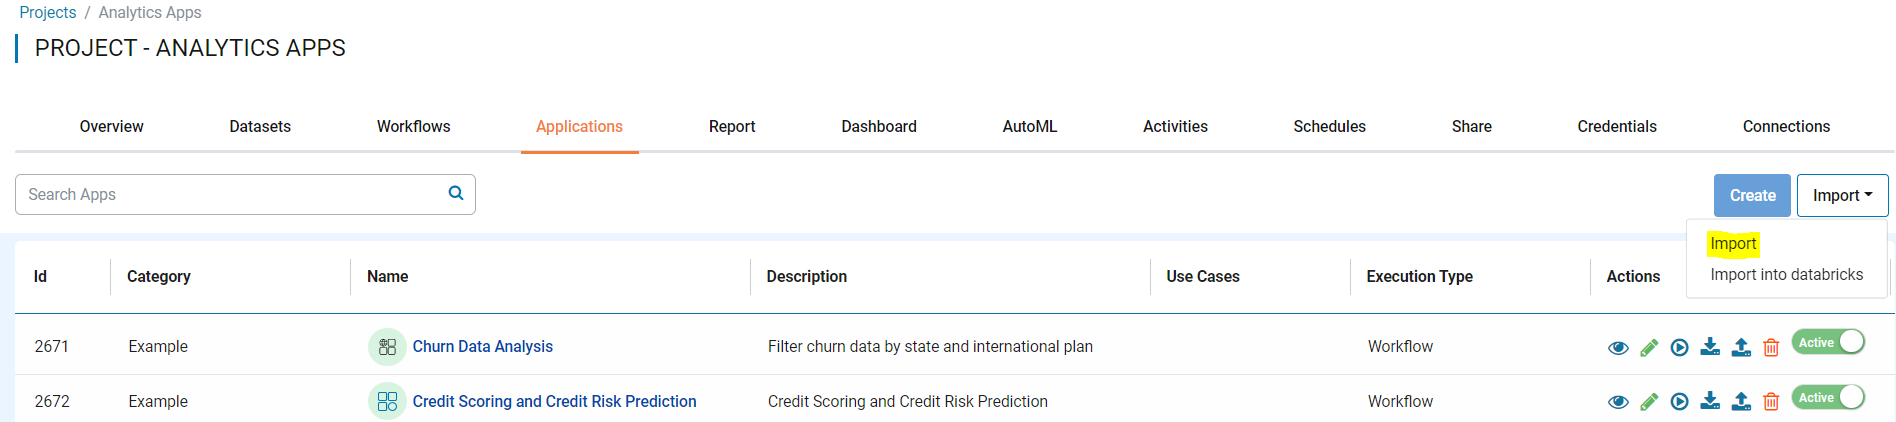 Projects / Analytics Apps
PROJECT - ANALYTICS APPS
Overview Datasets Workflows Applications Report Dashboard AutoML Activities Schedules Share Credentials Connections
Search Apps Create Import
Import
Import into databricks
Id Category Name Description Use Cases Execution Type Actions
2671 Example Churn Data Analysis Filter churn data by state and international plan Workflow Active
2672 Example Credit Scoring and Credit Risk Prediction Credit Scoring and Credit Risk Prediction Workflow Active